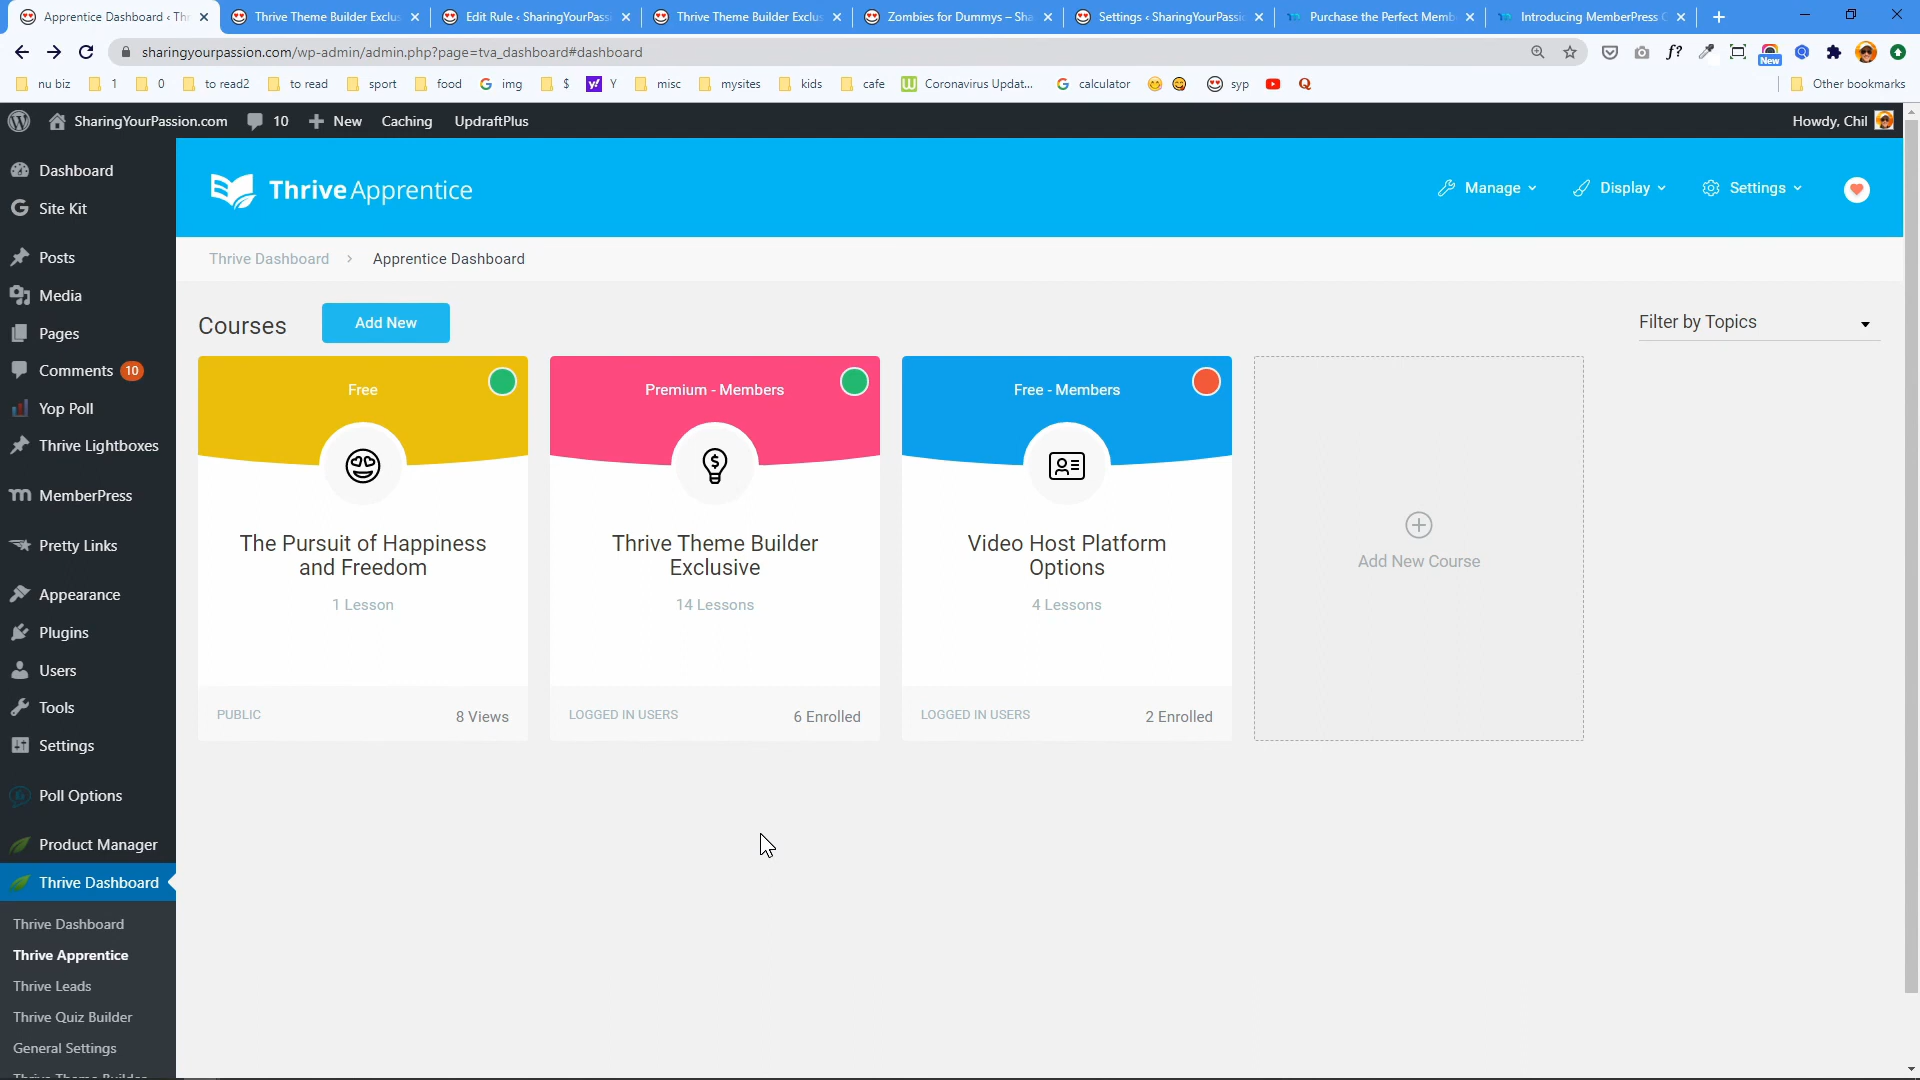 Apprentice Dashboard ‹ Thr
Thrive Theme Builder Exclus
Edit Rule ‹ SharingYourPass
Thrive Theme Builder Exclus
Zombies for Dummys – Sha
Settings ‹ SharingYourPassi
Purchase the Perfect Memb
Introducing MemberPress C
sharingyourpassion.com/wp-admin/admin.php?page=tva_dashboard#dashboard
f?
New
nu biz
1
0
to read2
to read
sport
food
img
$
Y
misc
mysites
kids
cafe
Coronavirus Updat...
calculator
syp
Other bookmarks
SharingYourPassion.com
10
New
Caching
UpdraftPlus
Howdy, Chil
Dashboard
Site Kit
Posts
Media
Pages
Comments 10
Yop Poll
Thrive Lightboxes
MemberPress
Pretty Links
Appearance
Plugins
Users
Tools
Settings
Poll Options
Product Manager
Thrive Dashboard
Thrive Dashboard
Thrive Apprentice
Thrive Leads
Thrive Quiz Builder
General Settings
Thrive Theme Builder
Thrive Apprentice
Manage
Display
Settings
Thrive Dashboard > Apprentice Dashboard
Courses
Add New
Filter by Topics
Free
The Pursuit of Happiness
and Freedom
1 Lesson
PUBLIC
8 Views
Premium - Members
Thrive Theme Builder
Exclusive
14 Lessons
LOGGED IN USERS
6 Enrolled
Free - Members
Video Host Platform
Options
4 Lessons
LOGGED IN USERS
2 Enrolled
Add New Course